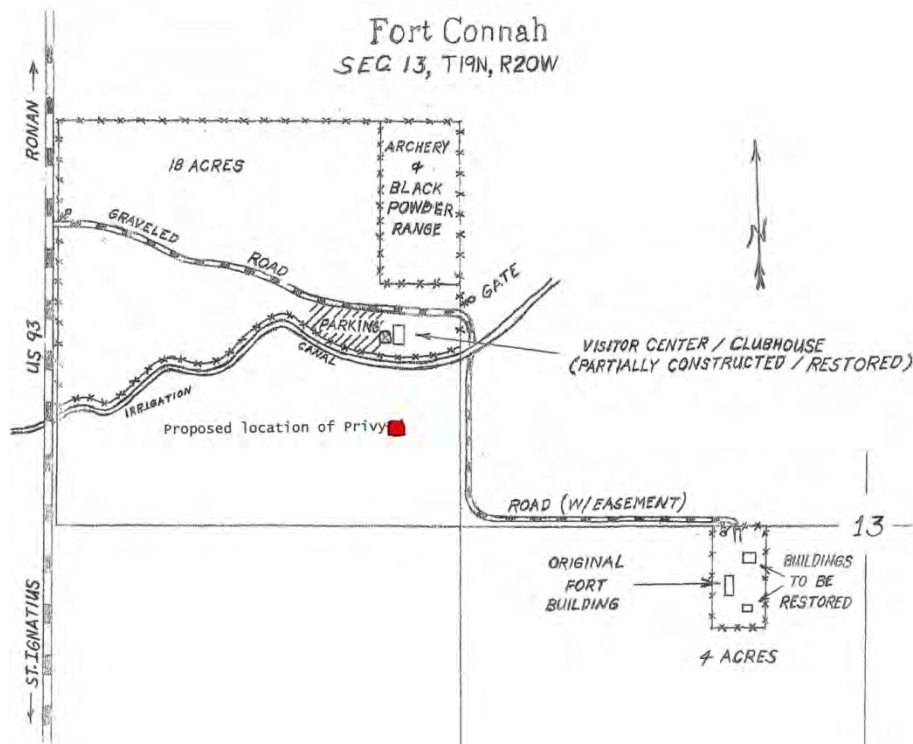 Fort Connah
SEC 13, T19N, R20W
RONAN
18 ACRES
ARCHERY
&
BLACK
POWDER
RANGE
N
GRAVELED
ROAD
GATE
PARKING
US 93
CANAL
IRRIGATION
VISITOR CENTER / CLUBHOUSE
(PARTIALLY CONSTRUCTED / RESTORED)
Proposed location of Privy
ROAD (W/EASEMENT)
13
ORIGINAL
FORT
BUILDING
BUILDINGS
TO BE
RESTORED
4 ACRES
ST. IGNATIUS